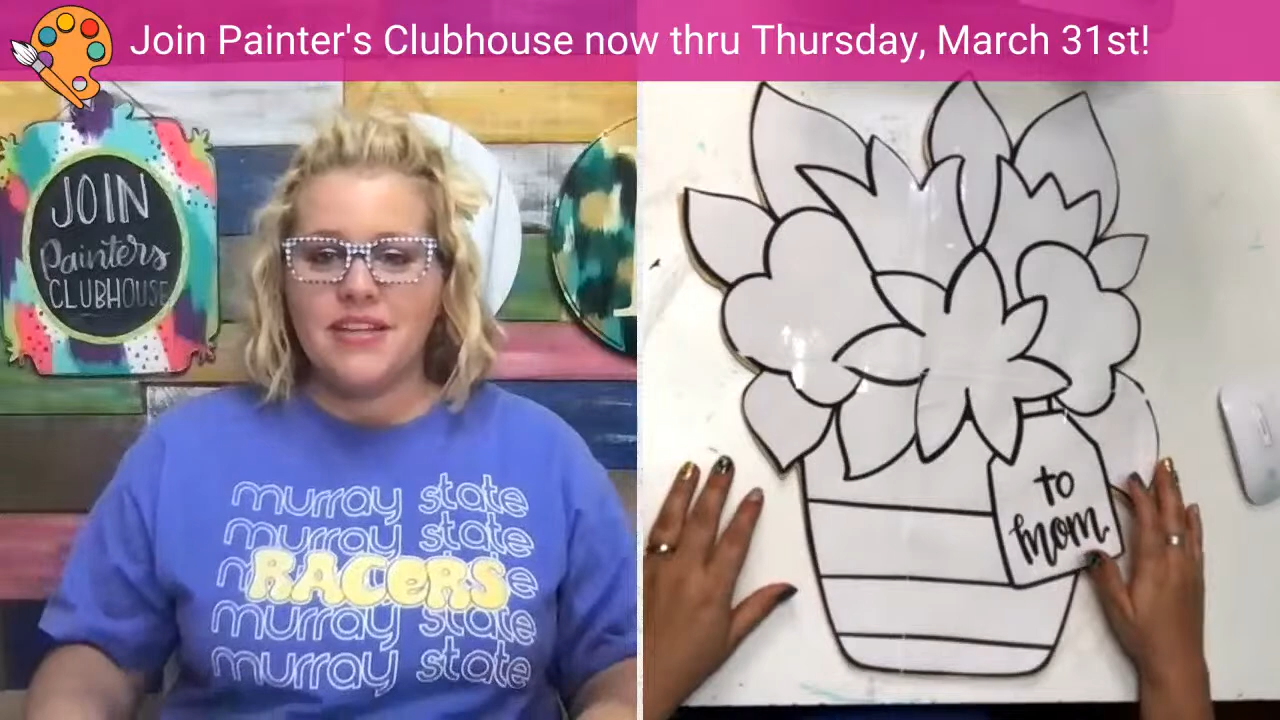 Join Painter's Clubhouse now thru Thursday, March 31st!
JOIN
Painters
CLUBHOUSE
murray state
murray state
RACERS
murray state
murray state
to
mom